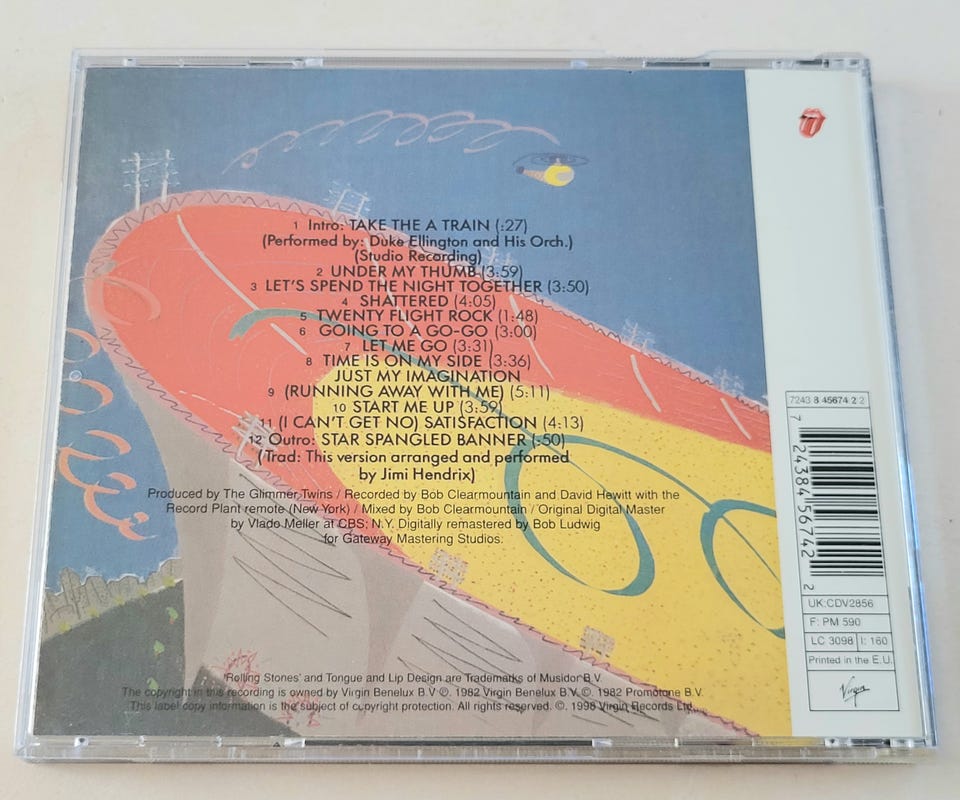 1 Intro: TAKE THE A TRAIN (:27)
(Performed by: Duke Ellington and His Orch.)
(Studio Recording)
2 UNDER MY THUMB (3:59)
3 LET'S SPEND THE NIGHT TOGETHER (3:50)
4 SHATTERED (4:05)
5 TWENTY FLIGHT ROCK (1:48)
6 GOING TO A GO-GO (3:00)
7 LET ME GO (3:31)
8 TIME IS ON MY SIDE (3:36)
JUST MY IMAGINATION
9 (RUNNING AWAY WITH ME) (5:11)
10 START ME UP (3:59)
11 (I CAN'T GET NO) SATISFACTION (4:13)
12 Outro: STAR SPANGLED BANNER (:50)
(Trad: This version arranged and performed
by Jimi Hendrix)
Produced by The Glimmer Twins / Recorded by Bob Clearmountain and David Hewitt with the
Record Plant remote (New York) / Mixed by Bob Clearmountain / Original Digital Master
by Vlado Meller at CBS; N.Y. Digitally remastered by Bob Ludwig
for Gateway Mastering Studios.
'Rolling Stones' and Tongue and Lip Design are Trademarks of Musidor B.V.
The copyright in this recording is owned by Virgin Benelux B.V ℗. 1982 Virgin Benelux B.V. ©. 1982 Promotone B.V.
This label copy information is the subject of copyright protection. All rights reserved. ©. 1998 Virgin Records Ltd.
7243 8 45674 2 2
7 24384 56742 2
UK:CDV2856
F: PM 590
LC 3098 I: 160
Printed in the E.U.
Virgin